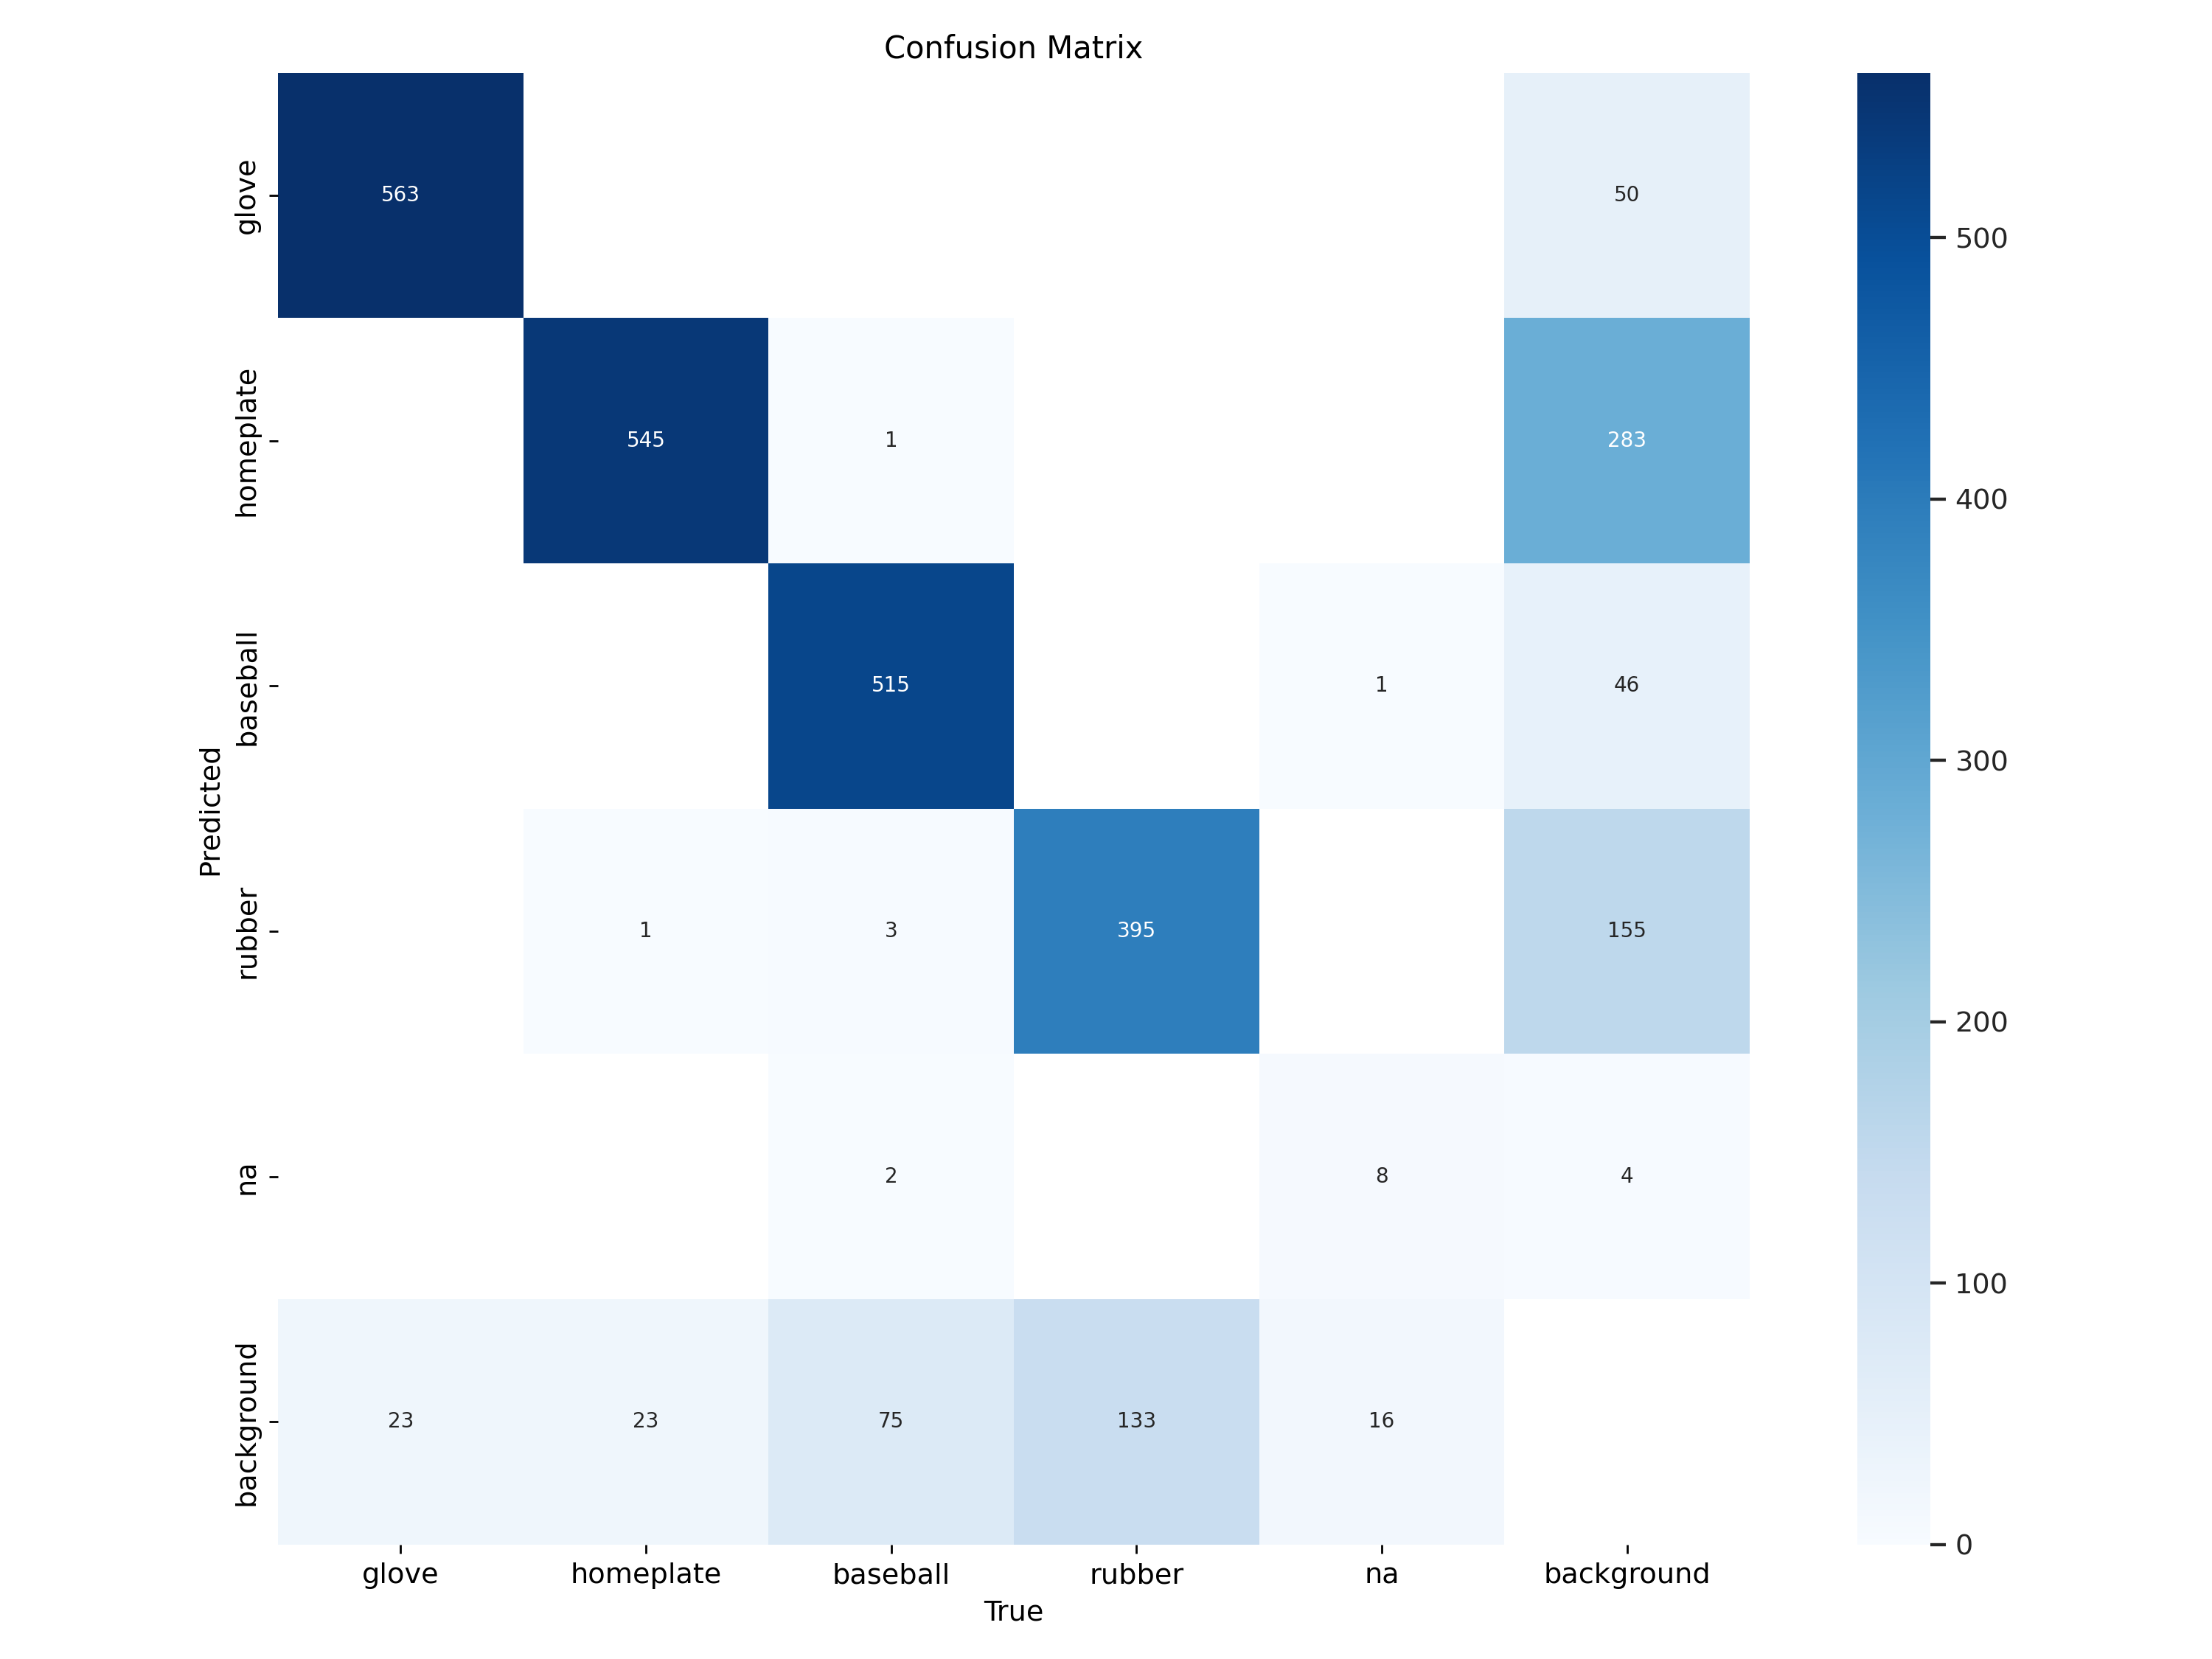 Confusion Matrix
glove
563
50
500
homeplate
545
1
283
400
baseball
515
1
46
300
Predicted
rubber
1
3
395
155
200
na
2
8
4
100
background
23
23
75
133
16
0
glove
homeplate
baseball
rubber
na
background
True